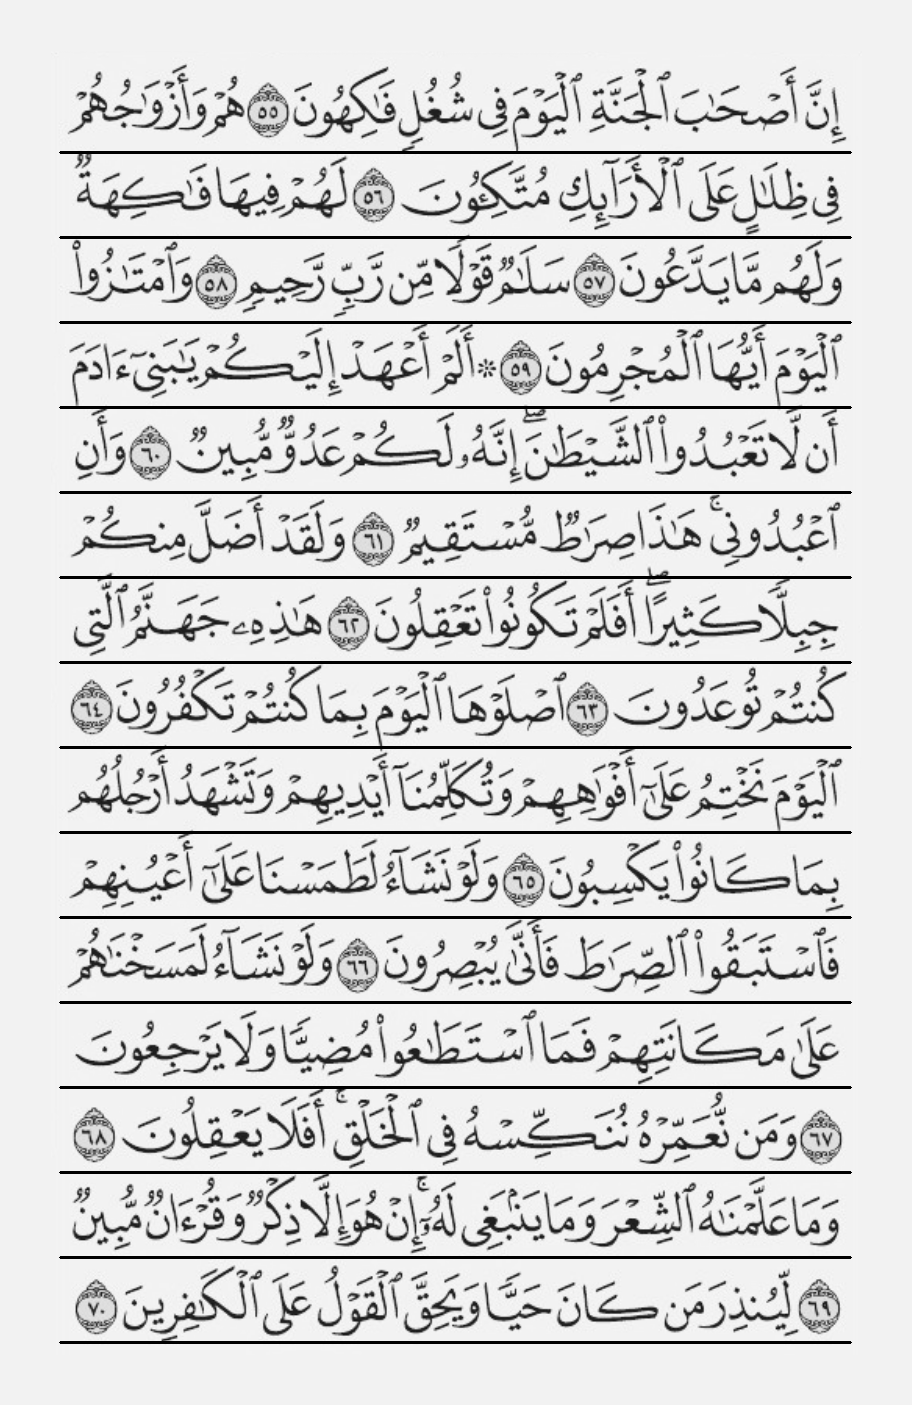 إِنَّ أَصْحَٰبَ ٱلْجَنَّةِ ٱلْيَوْمَ فِى شُغُلٍ فَٰكِهُونَ ٥٥ هُمْ وَأَزْوَٰجُهُمْ
فِى ظِلَٰلٍ عَلَى ٱلْأَرَآئِكِ مُتَّكِـُٔونَ ٥٦ لَهُمْ فِيهَا فَٰكِهَةٌ
وَلَهُم مَّا يَدَّعُونَ ٥٧ سَلَٰمٌ قَوْلًا مِّن رَّبٍّ رَّحِيمٍ ٥٨ وَٱمْتَٰزُوا۟
ٱلْيَوْمَ أَيُّهَا ٱلْمُجْرِمُونَ ٥٩ ۞ أَلَمْ أَعْهَدْ إِلَيْكُمْ يَٰبَنِىٓ ءَادَمَ
أَن لَّا تَعْبُدُوا۟ ٱلشَّيْطَٰنَ ۖ إِنَّهُۥ لَكُمْ عَدُوٌّ مُّبِينٌ ٦٠ وَأَنِ
ٱعْبُدُونِى ۚ هَٰذَا صِرَٰطٌ مُّسْتَقِيمٌ ٦١ وَلَقَدْ أَضَلَّ مِنكُمْ
جِبِلًّا كَثِيرًا ۖ أَفَلَمْ تَكُونُوا۟ تَعْقِلُونَ ٦٢ هَٰذِهِۦ جَهَنَّمُ ٱلَّتِى
كُنتُمْ تُوعَدُونَ ٦٣ ٱصْلَوْهَا ٱلْيَوْمَ بِمَا كُنتُمْ تَكْفُرُونَ ٦٤
ٱلْيَوْمَ نَخْتِمُ عَلَىٰٓ أَفْوَٰهِهِمْ وَتُكَلِّمُنَآ أَيْدِيهِمْ وَتَشْهَدُ أَرْجُلُهُم
بِمَا كَانُوا۟ يَكْسِبُونَ ٦٥ وَلَوْ نَشَآءُ لَطَمَسْنَا عَلَىٰٓ أَعْيُنِهِمْ
فَٱسْتَبَقُوا۟ ٱلصِّرَٰطَ فَأَنَّىٰ يُبْصِرُونَ ٦٦ وَلَوْ نَشَآءُ لَمَسَخْنَٰهُمْ
عَلَىٰ مَكَانَتِهِمْ فَمَا ٱسْتَطَٰعُوا۟ مُضِيًّا وَلَا يَرْجِعُونَ
٦٧ وَمَن نُّعَمِّرْهُ نُنَكِّسْهُ فِى ٱلْخَلْقِ ۚ أَفَلَا يَعْقِلُونَ ٦٨
وَمَا عَلَّمْنَٰهُ ٱلشِّعْرَ وَمَا يَنۢبَغِى لَهُۥٓ ۚ إِنْ هُوَ إِلَّا ذِكْرٌ وَقُرْءَانٌ مُّبِينٌ
٦٩ لِّيُنذِرَ مَن كَانَ حَيًّا وَيَحِقَّ ٱلْقَوْلُ عَلَى ٱلْكَٰفِرِينَ ٧٠